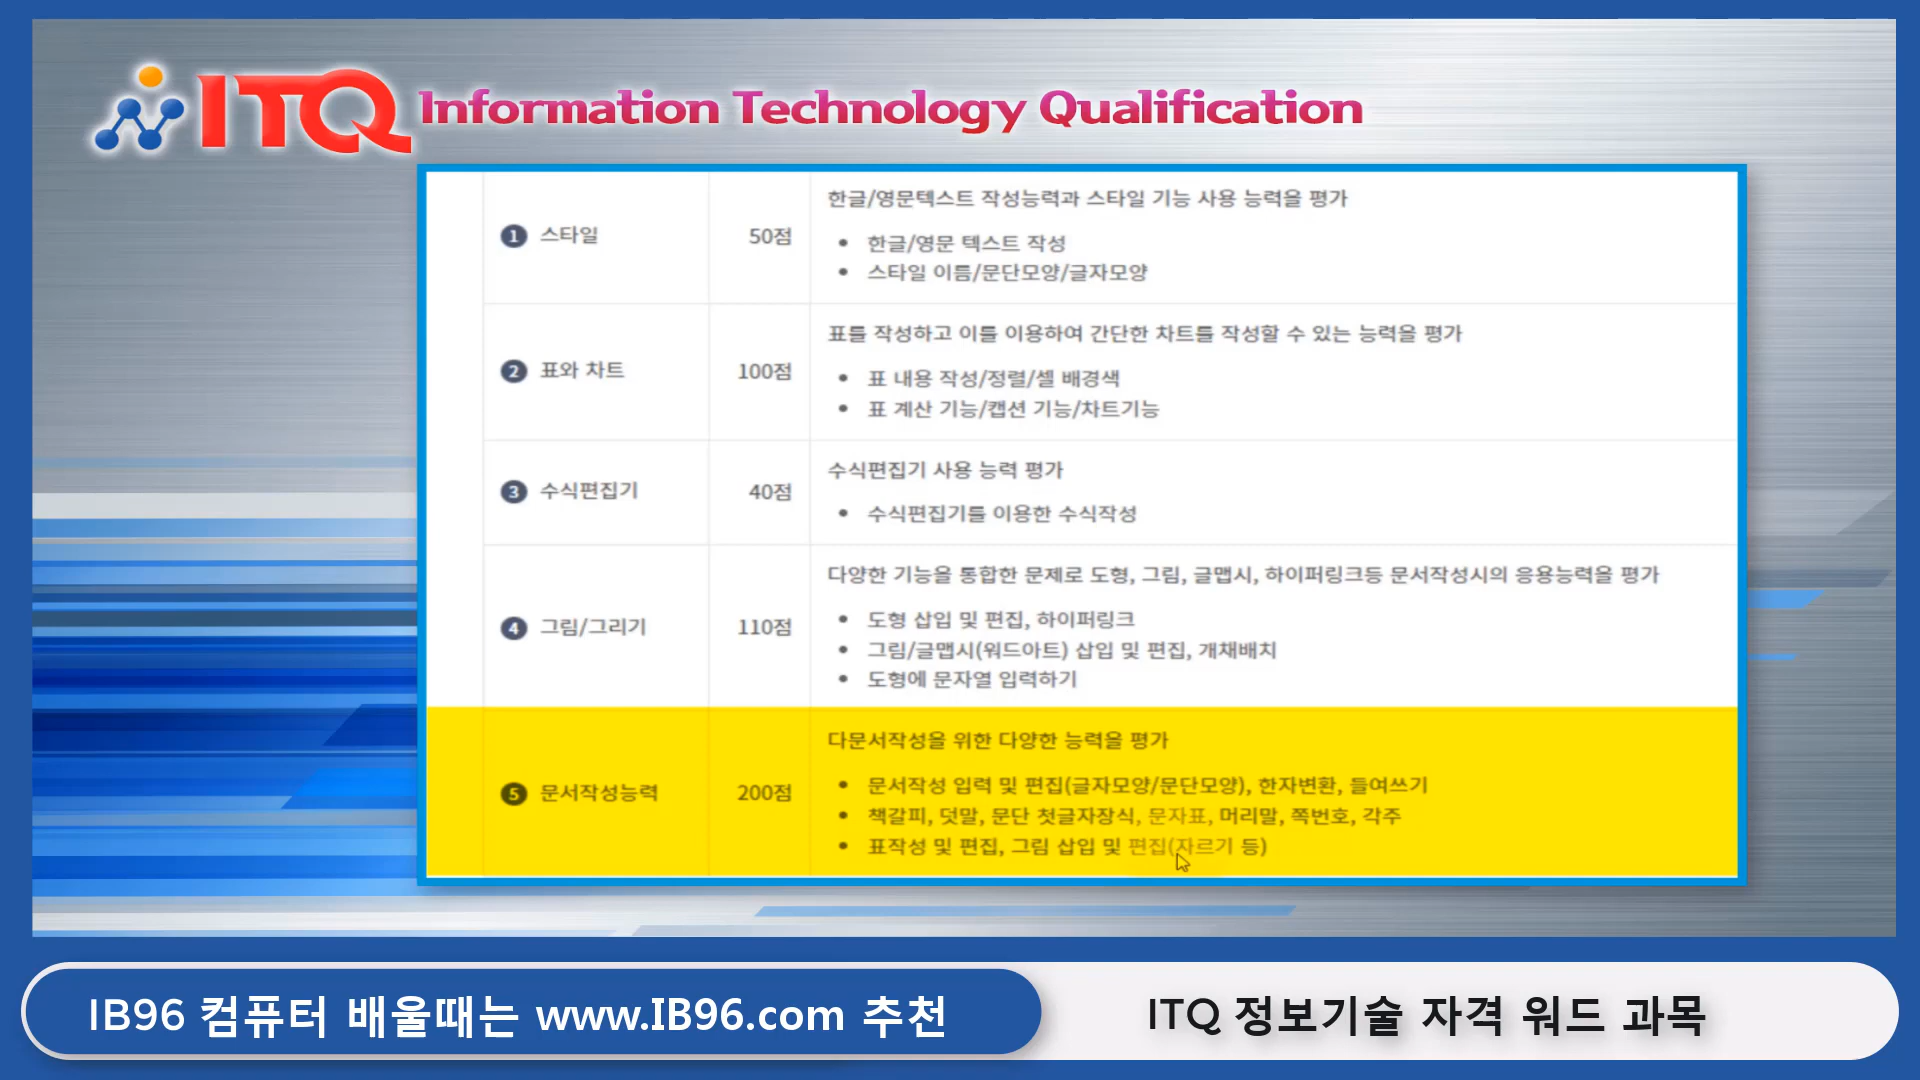 ITQ Information Technology Qualification
1 스타일
50점
한글/영문텍스트 작성능력과 스타일 기능 사용 능력을 평가
• 한글/영문 텍스트 작성
• 스타일 이름/문단모양/글자모양
2 표와 차트
100점
표를 작성하고 이를 이용하여 간단한 차트를 작성할 수 있는 능력을 평가
• 표 내용 작성/정렬/셀 배경색
• 표 계산 기능/캡션 기능/차트기능
3 수식편집기
40점
수식편집기 사용 능력 평가
• 수식편집기를 이용한 수식작성
4 그림/그리기
110점
다양한 기능을 통합한 문제로 도형, 그림, 글맵시, 하이퍼링크등 문서작성시의 응용능력을 평가
• 도형 삽입 및 편집, 하이퍼링크
• 그림/글맵시(워드아트) 삽입 및 편집, 개채배치
• 도형에 문자열 입력하기
5 문서작성능력
200점
다문서작성을 위한 다양한 능력을 평가
• 문서작성 입력 및 편집(글자모양/문단모양), 한자변환, 들여쓰기
• 책갈피, 덧말, 문단 첫글자장식, 문자표, 머리말, 쪽번호, 각주
• 표작성 및 편집, 그림 삽입 및 편집(자르기 등)
IB96 컴퓨터 배울때는 www.IB96.com 추천
ITQ 정보기술 자격 워드 과목